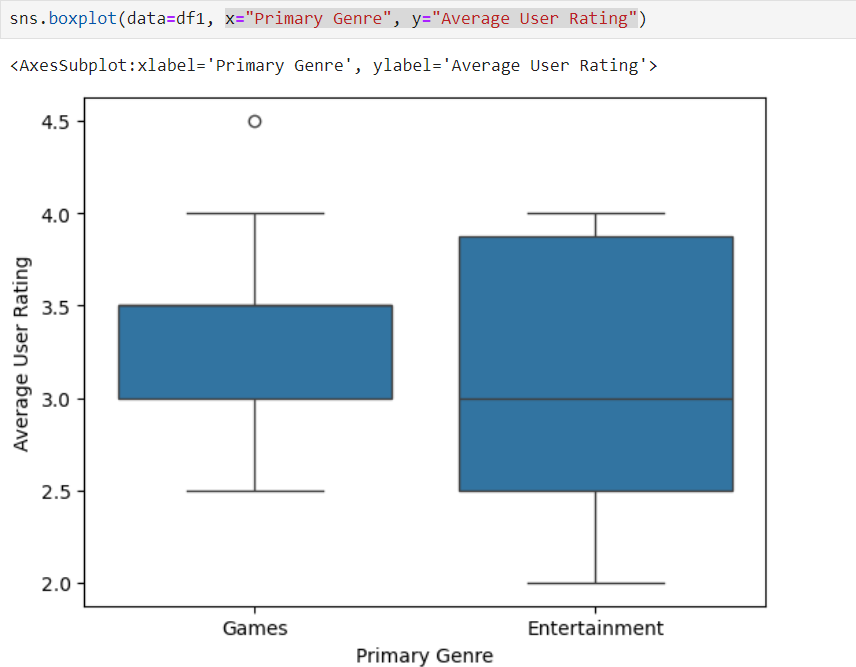 sns.boxplot(data=df1, x="Primary Genre", y="Average User Rating")
<AxesSubplot:xlabel='Primary Genre', ylabel='Average User Rating'>
4.5
4.0
3.5
3.0
2.5
2.0
Average User Rating
Games Entertainment
Primary Genre